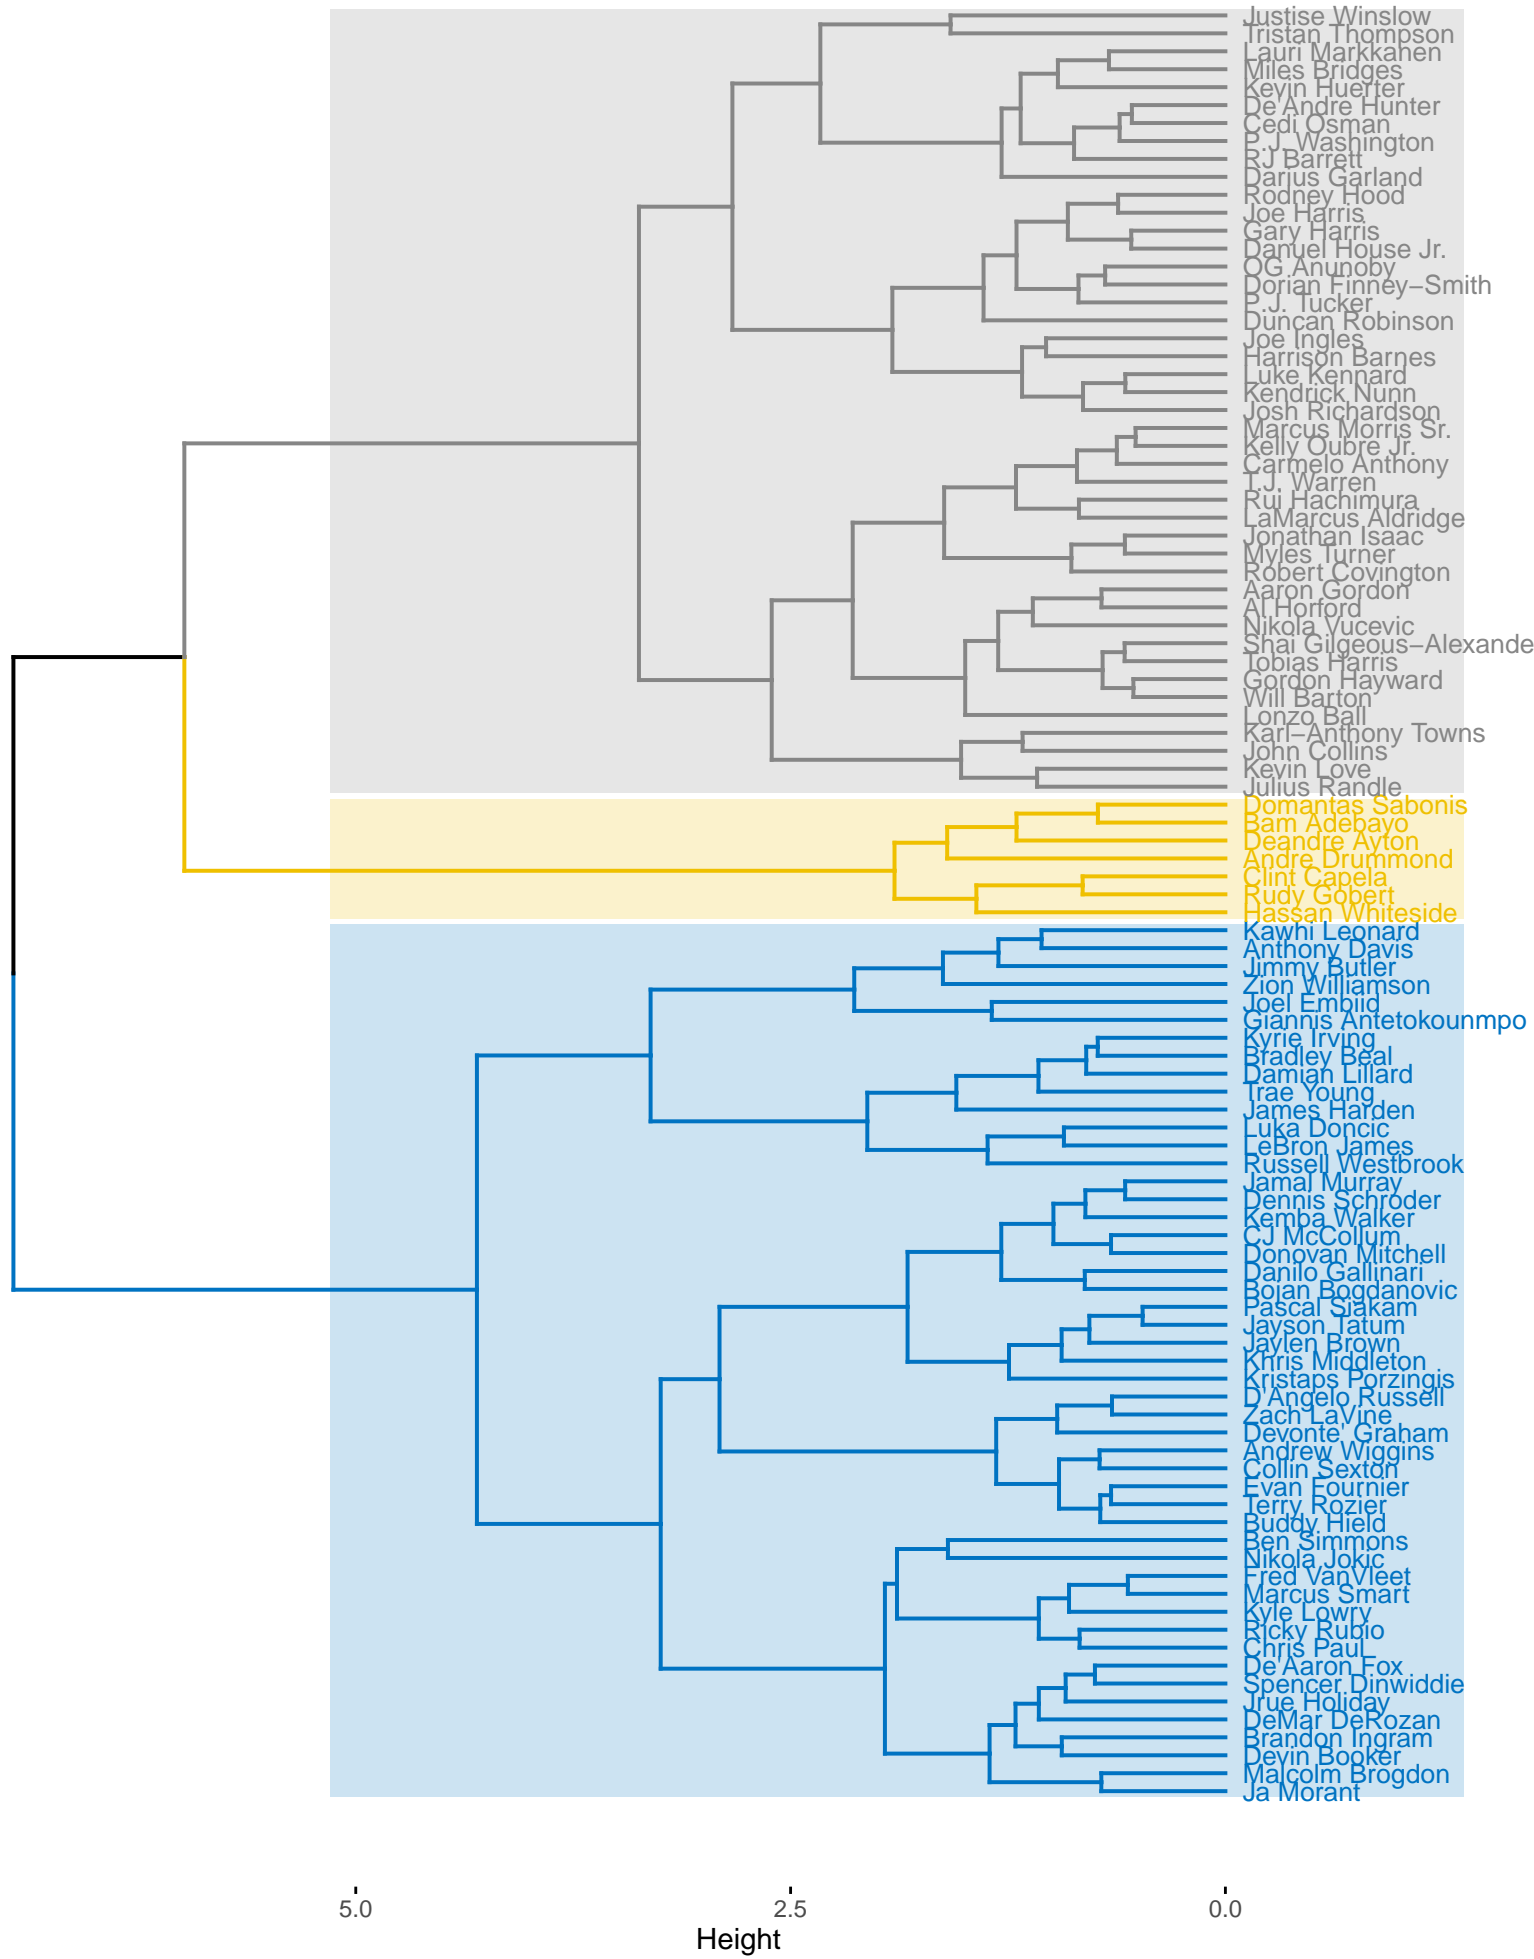 Justise Winslow
Tristan Thompson
Lauri Markkanen
Miles Bridges
Kevin Huerter
De'Andre Hunter
Cedi Osman
P.J. Washington
RJ Barrett
Darius Garland
Rodney Hood
Joe Harris
Gary Harris
Danuel House Jr.
OG Anunoby
Dorian Finney−Smith
P.J. Tucker
Duncan Robinson
Joe Ingles
Harrison Barnes
Luke Kennard
Kendrick Nunn
Josh Richardson
Marcus Morris Sr.
Kelly Oubre Jr.
Carmelo Anthony
T.J. Warren
Rui Hachimura
LaMarcus Aldridge
Jonathan Isaac
Myles Turner
Robert Covington
Aaron Gordon
Al Horford
Nikola Vucevic
Shai Gilgeous−Alexande
Tobias Harris
Gordon Hayward
Will Barton
Lonzo Ball
Karl−Anthony Towns
John Collins
Kevin Love
Julius Randle
Domantas Sabonis
Bam Adebayo
Deandre Ayton
Andre Drummond
Clint Capela
Rudy Gobert
Hassan Whiteside
Kawhi Leonard
Anthony Davis
Jimmy Butler
Zion Williamson
Joel Embiid
Giannis Antetokounmpo
Kyrie Irving
Bradley Beal
Damian Lillard
Trae Young
James Harden
Luka Doncic
LeBron James
Russell Westbrook
Jamal Murray
Dennis Schroder
Kemba Walker
CJ McCollum
Donovan Mitchell
Danilo Gallinari
Bojan Bogdanovic
Pascal Siakam
Jayson Tatum
Jaylen Brown
Khris Middleton
Kristaps Porzingis
D'Angelo Russell
Zach LaVine
Devonte' Graham
Andrew Wiggins
Collin Sexton
Evan Fournier
Terry Rozier
Buddy Hield
Ben Simmons
Nikola Jokic
Fred VanVleet
Marcus Smart
Kyle Lowry
Ricky Rubio
Chris Paul
De'Aaron Fox
Spencer Dinwiddie
Jrue Holiday
DeMar DeRozan
Brandon Ingram
Devin Booker
Malcolm Brogdon
Ja Morant
5.0 2.5 0.0
Height